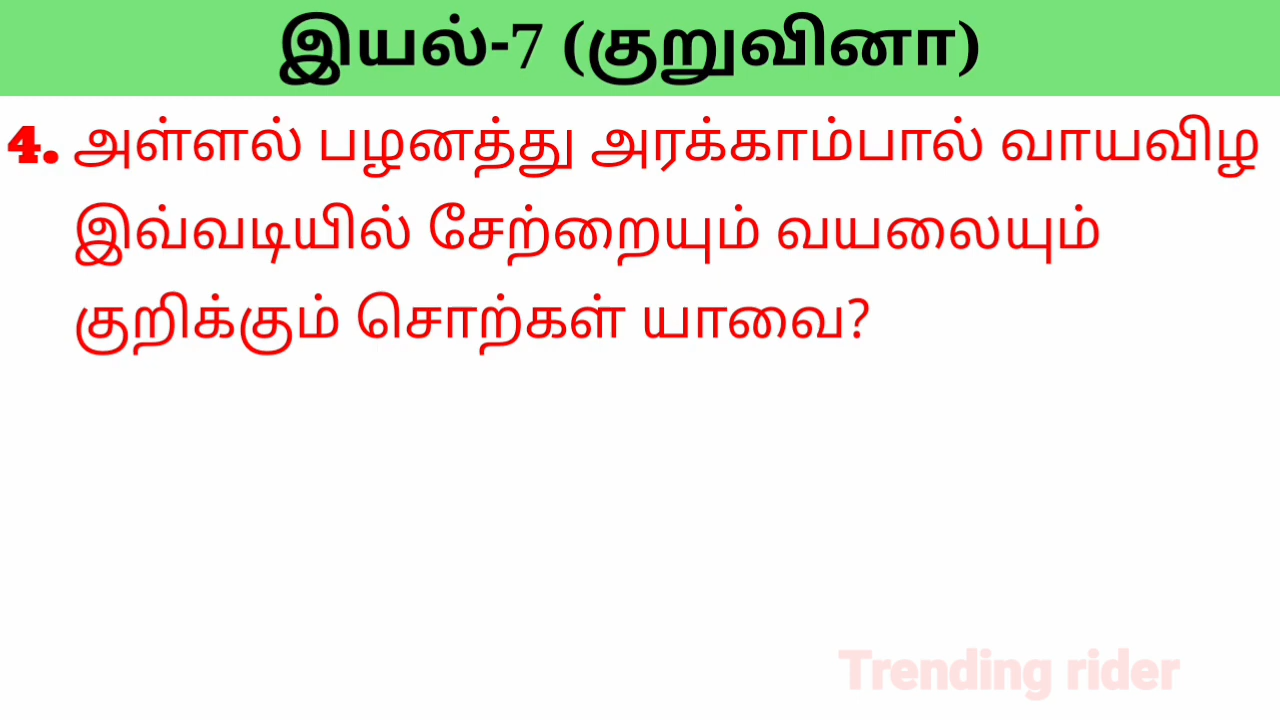 இயல்-7 (குறுவினா)
4. அள்ளல் பழனத்து அரக்காம்பால் வாயவிழ
இவ்வடியில் சேற்றையும் வயலையும்
குறிக்கும் சொற்கள் யாவை?
Trending rider